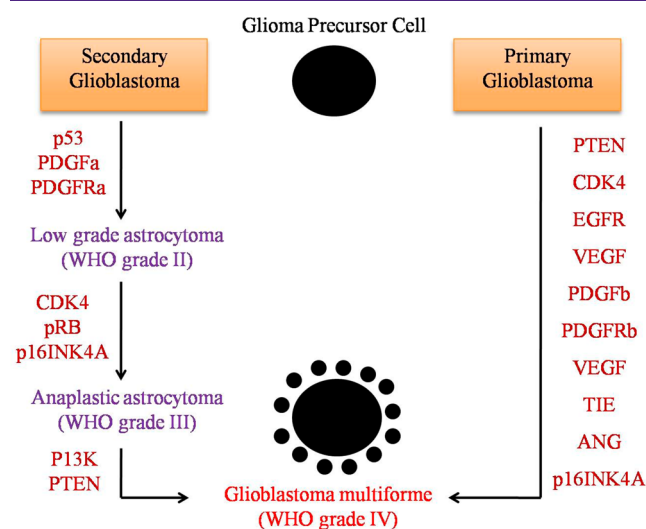 Glioma Precursor Cell
Secondary
Glioblastoma
Primary
Glioblastoma
p53
PDGFa
PDGFRa
Low grade astrocytoma
(WHO grade II)
CDK4
pRB
p16INK4A
Anaplastic astrocytoma
(WHO grade III)
P13K
PTEN
PTEN
CDK4
EGFR
VEGF
PDGFb
PDGFRb
VEGF
TIE
ANG
p16INK4A
Glioblastoma multiforme
(WHO grade IV)